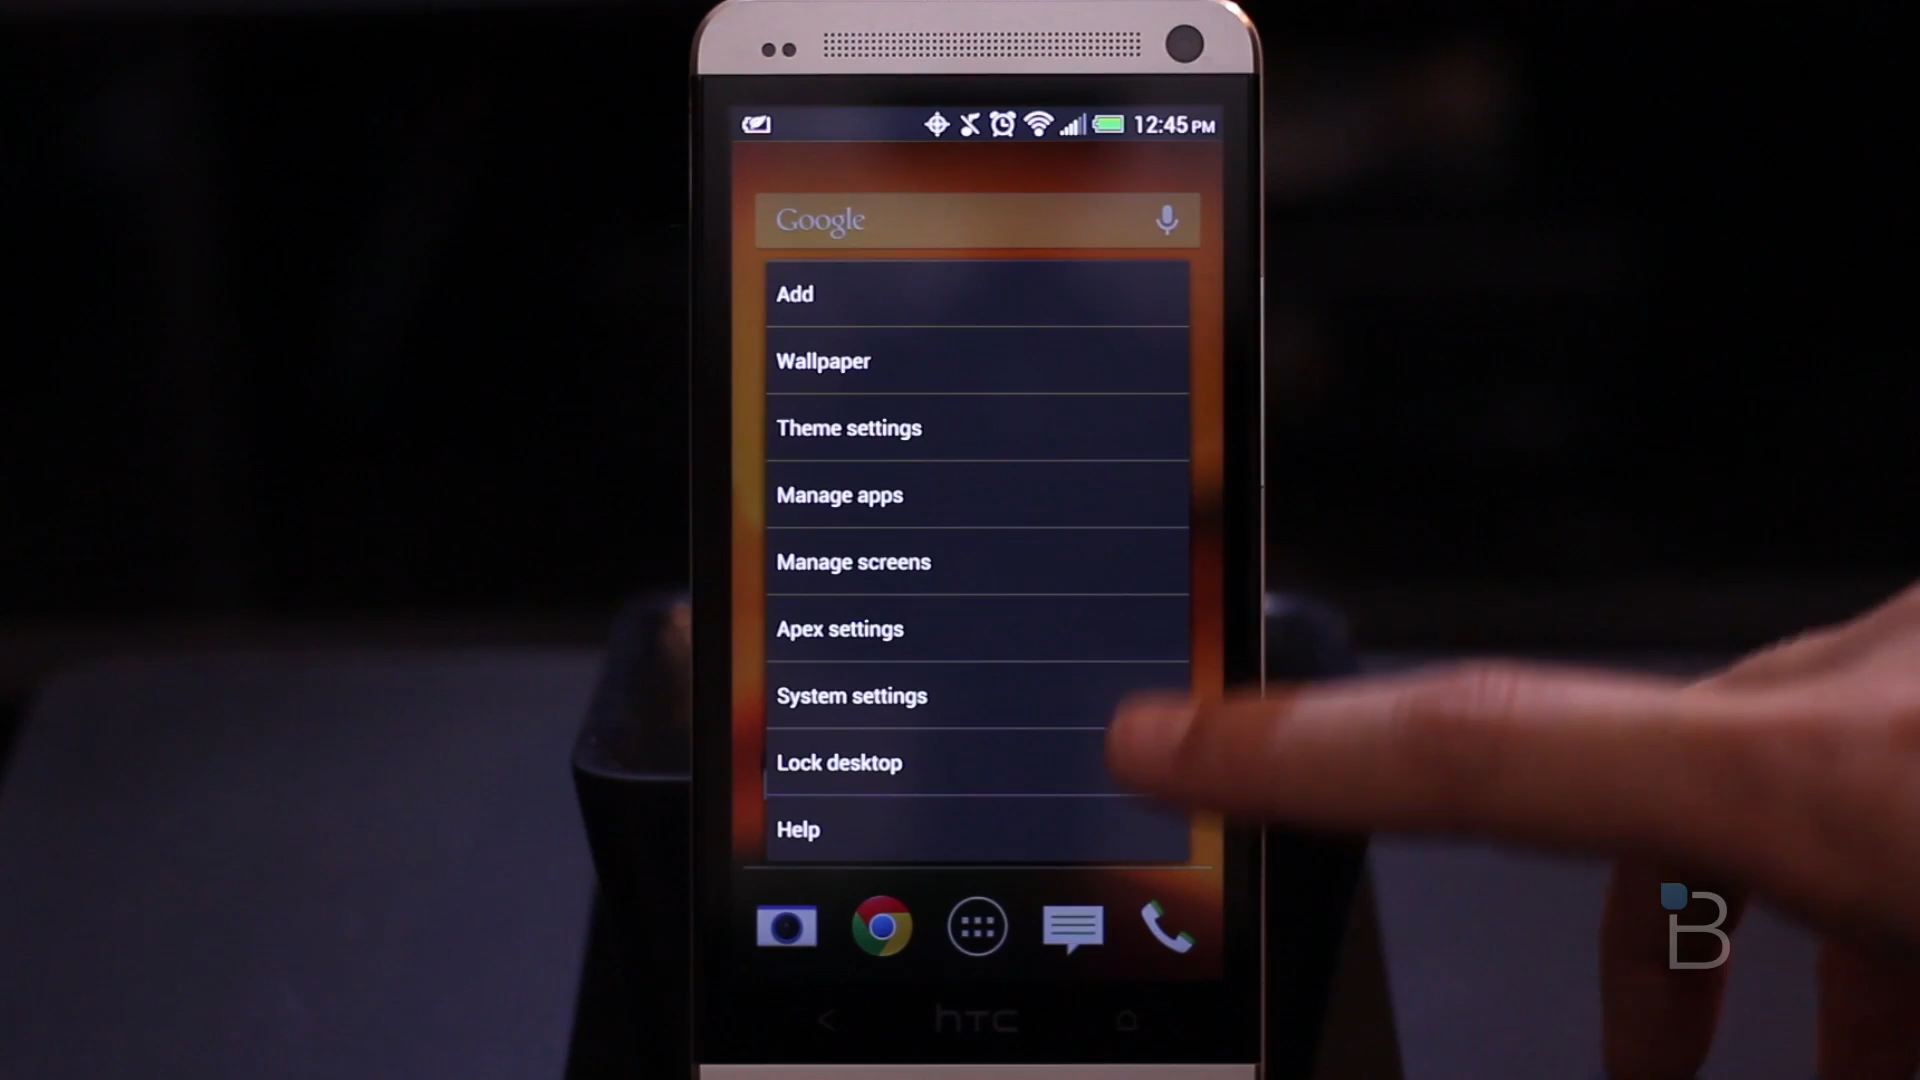 12:45 PM
Google
Add
Wallpaper
Theme settings
Manage apps
Manage screens
Apex settings
System settings
Lock desktop
Help
hTC
B